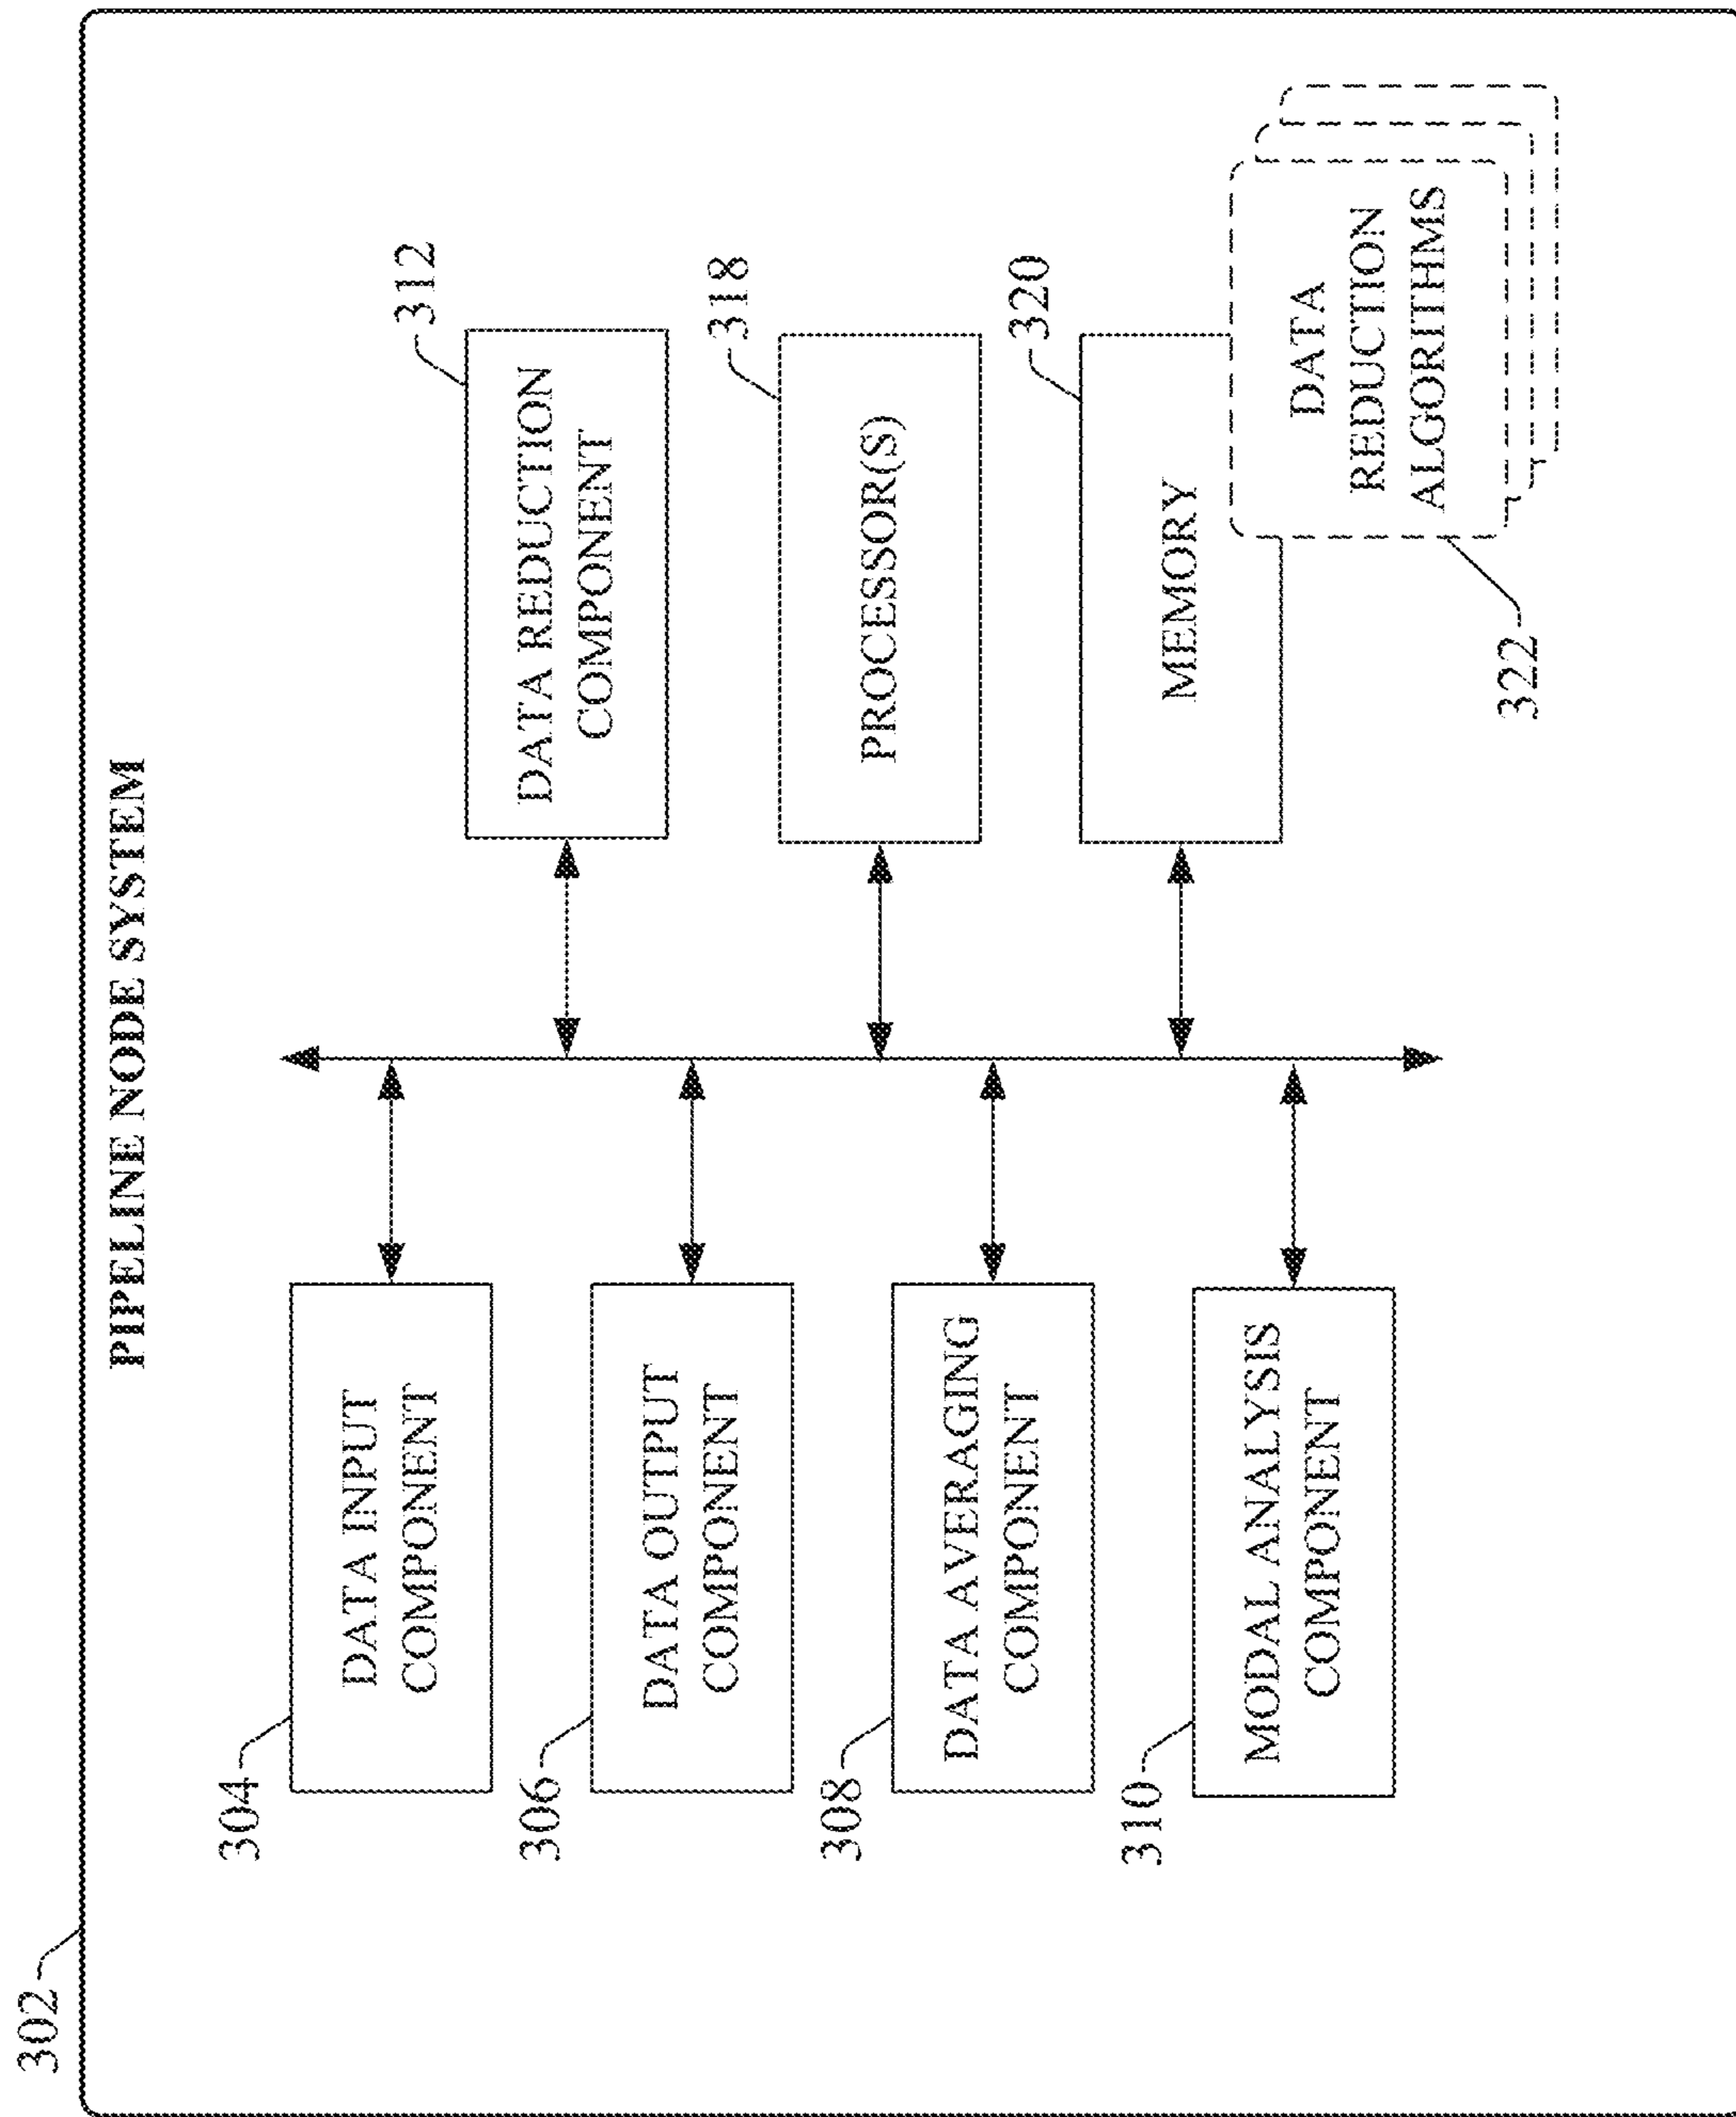 302
PIPELINE NODE SYSTEM
304
DATA INPUT
COMPONENT
306
DATA OUTPUT
COMPONENT
308
DATA AVERAGING
COMPONENT
310
MODAL ANALYSIS
COMPONENT
312
DATA REDUCTION
COMPONENT
318
PROCESSOR(S)
320
MEMORY
DATA
REDUCTION
ALGORITHMS
322